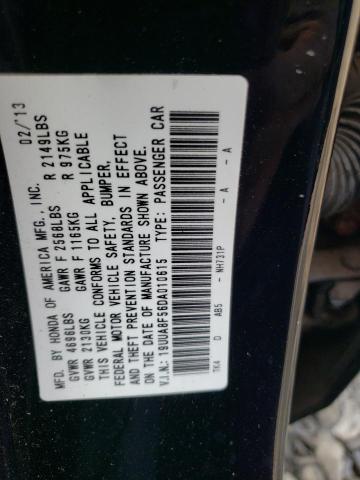 MFD. BY HONDA OF AMERICA MFG. INC. 02/'13
GVWR 4696LBS GAWR F 2568LBS R 2149LBS
GVWR 2130KG GAWR F 1165KG R 975KG
THIS VEHICLE CONFORMS TO ALL APPLICABLE
FEDERAL MOTOR VEHICLE SAFETY, BUMPER,
AND THEFT PREVENTION STANDARDS IN EFFECT
ON THE DATE OF MANUFACTURE SHOWN ABOVE.
V.I.N.: 19UUA8F56DA010615 TYPE: PASSENGER CAR
TK4 D AB5 - NH731P - A - A